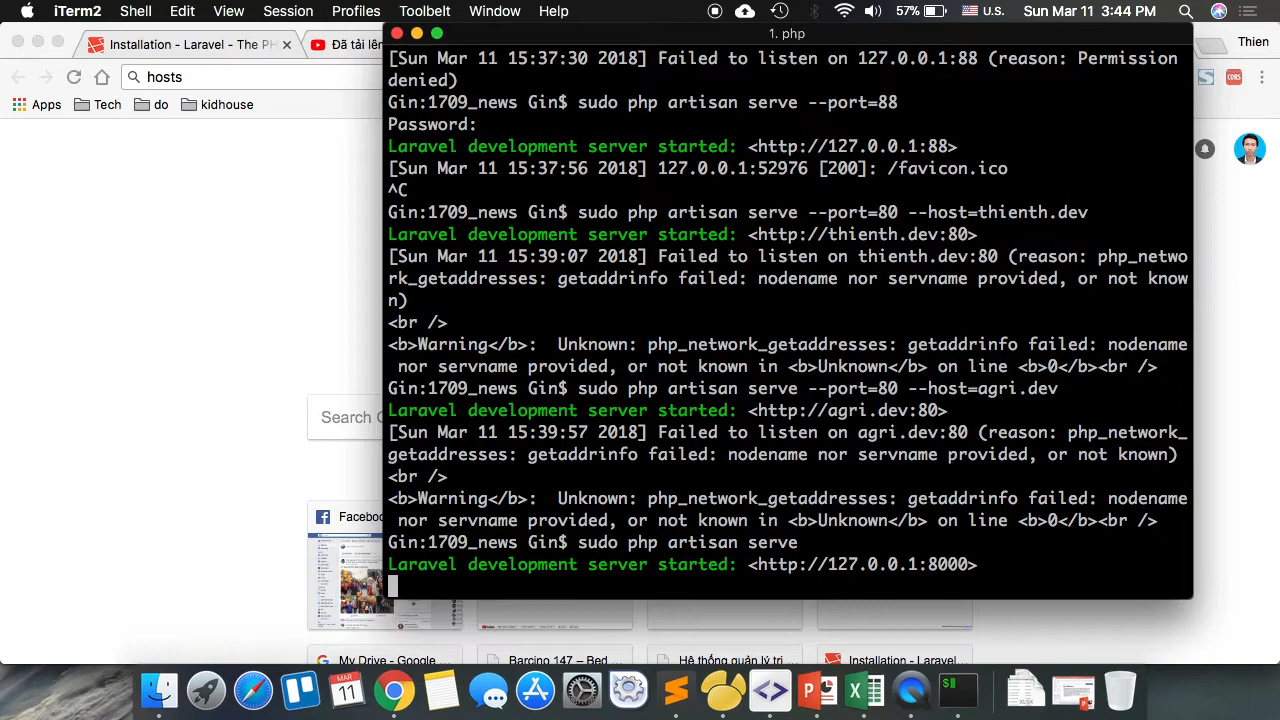 iTerm2 Shell Edit View Session Profiles Toolbelt Window Help 57% U.S. Sun Mar 11 3:44 PM
Installation - Laravel - The PH
Đã tải lên
Thien
hosts
CORS
Apps Tech do kidhouse
1. php
[Sun Mar 11 15:37:30 2018] Failed to listen on 127.0.0.1:88 (reason: Permission
denied)
Gin:1709_news Gin$ sudo php artisan serve --port=88
Password:
Laravel development server started: <http://127.0.0.1:88>
[Sun Mar 11 15:37:56 2018] 127.0.0.1:52976 [200]: /favicon.ico
^C
Gin:1709_news Gin$ sudo php artisan serve --port=80 --host=thienth.dev
Laravel development server started: <http://thienth.dev:80>
[Sun Mar 11 15:39:07 2018] Failed to listen on thienth.dev:80 (reason: php_netwo
rk_getaddresses: getaddrinfo failed: nodename nor servname provided, or not know
n)
<br />
<b>Warning</b>:  Unknown: php_network_getaddresses: getaddrinfo failed: nodename
 nor servname provided, or not known in <b>Unknown</b> on line <b>0</b><br />
Gin:1709_news Gin$ sudo php artisan serve --port=80 --host=agri.dev
Laravel development server started: <http://agri.dev:80>
[Sun Mar 11 15:39:57 2018] Failed to listen on agri.dev:80 (reason: php_network_
getaddresses: getaddrinfo failed: nodename nor servname provided, or not known)
<br />
<b>Warning</b>:  Unknown: php_network_getaddresses: getaddrinfo failed: nodename
 nor servname provided, or not known in <b>Unknown</b> on line <b>0</b><br />
Gin:1709_news Gin$ sudo php artisan serve
Laravel development server started: <http://127.0.0.1:8000>
Search
Facebook
My Drive - Google
Barcino 147 – Bed
Hệ thống quản lý tri
Installation - Laravel
MAR
11
XLSX